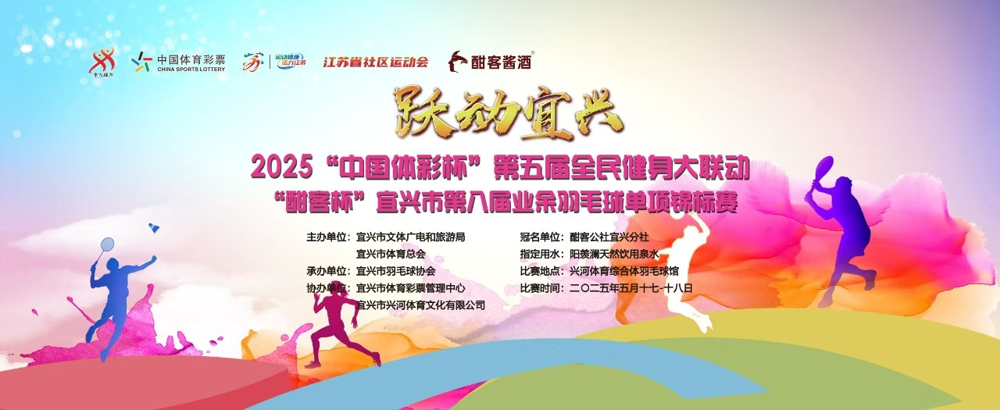 全民健身
中国体育彩票
CHINA SPORTS LOTTERY
苏
运动健康
活力江苏
江苏省社区运动会
酣客酱酒®
跃动宜兴
2025“中国体彩杯”第五届全民健身大联动
“酣客杯”宜兴市第八届业余羽毛球单项锦标赛
主办单位：宜兴市文体广电和旅游局
宜兴市体育总会
承办单位：宜兴市羽毛球协会
协办单位：宜兴市体育彩票管理中心
宜兴市兴河体育文化有限公司
冠名单位：酣客公社宜兴分社
指定用水：阳羡澜天然饮用泉水
比赛地点：兴河体育综合体羽毛球馆
比赛时间：二〇二五年五月十七-十八日